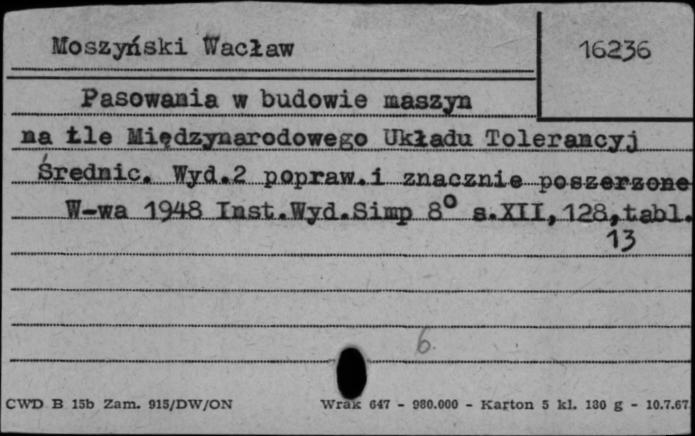 Moszyński Wacław
16236
Pasowania w budowie maszyn
na tle Międzynarodowego Układu Tolerancyj
Średnic. Wyd.2 popraw.i znacznie poszerzone
W-wa 1948 Inst.Wyd.Simp 8° s.XII,128,tabl.
13
6.
CWD B 15b Zam. 915/DW/ON
Wrak 647 - 980.000 - Karton 5 kl. 180 g - 10.7.67.